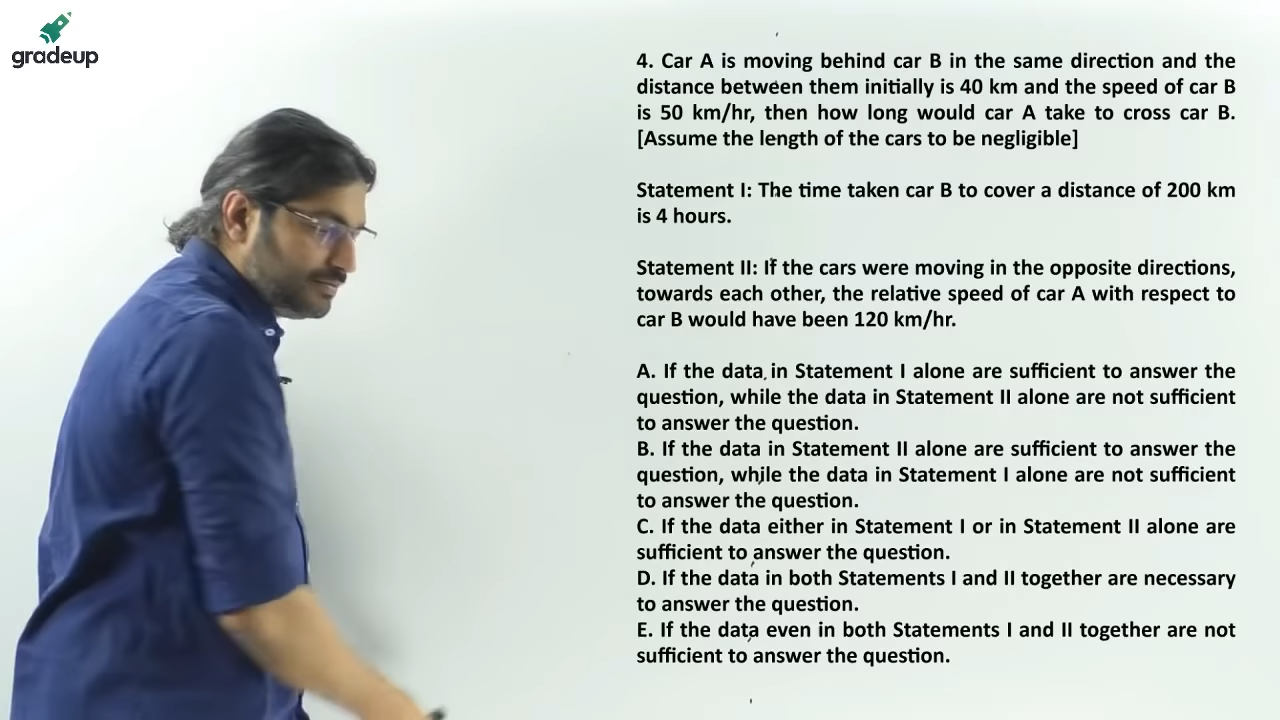 gradeup
4. Car A is moving behind car B in the same direction and the
distance between them initially is 40 km and the speed of car B
is 50 km/hr, then how long would car A take to cross car B.
[Assume the length of the cars to be negligible]
Statement I: The time taken car B to cover a distance of 200 km
is 4 hours.
Statement II: If the cars were moving in the opposite directions,
towards each other, the relative speed of car A with respect to
car B would have been 120 km/hr.
A. If the data in Statement I alone are sufficient to answer the
question, while the data in Statement II alone are not sufficient
to answer the question.
B. If the data in Statement II alone are sufficient to answer the
question, while the data in Statement I alone are not sufficient
to answer the question.
C. If the data either in Statement I or in Statement II alone are
sufficient to answer the question.
D. If the data in both Statements I and II together are necessary
to answer the question.
E. If the data even in both Statements I and II together are not
sufficient to answer the question.